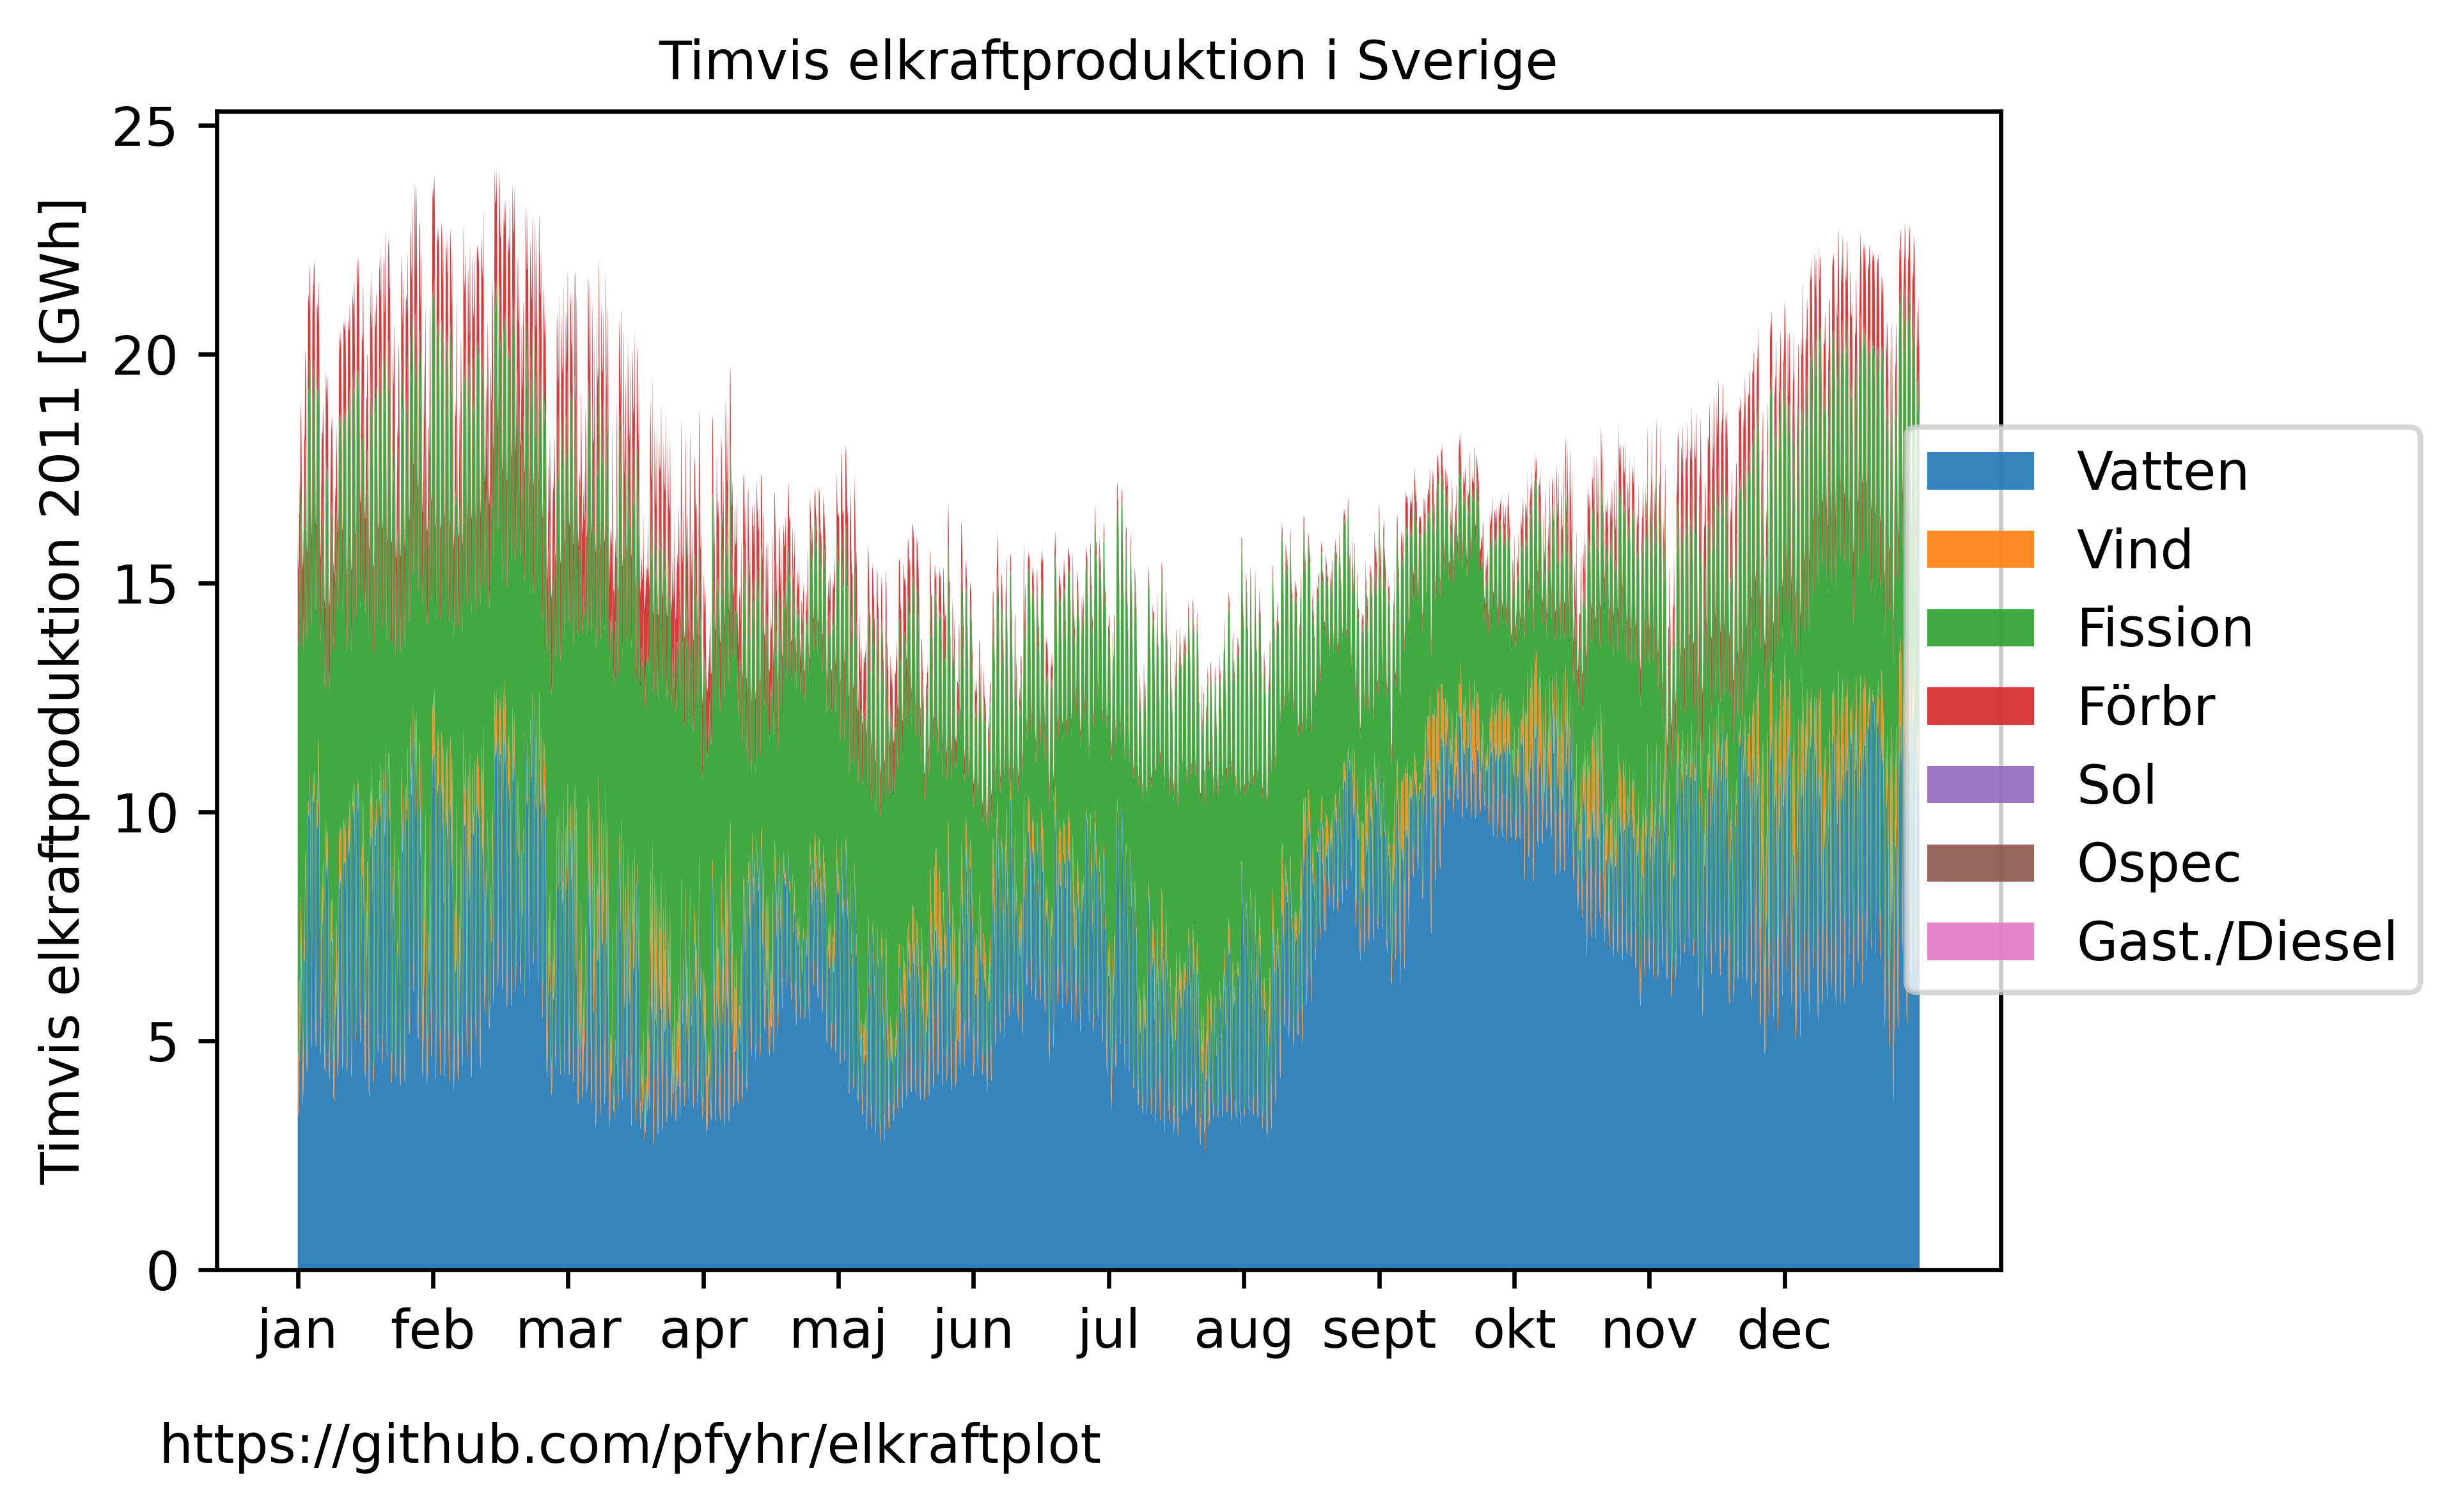 Timvis elkraftproduktion i Sverige
Timvis elkraftproduktion 2011 [GWh]
25
20
15
10
5
0
jan feb mar apr maj jun jul aug sept okt nov dec
Vatten
Vind
Fission
Förbr
Sol
Ospec
Gast./Diesel
https://github.com/pfyhr/elkraftplot